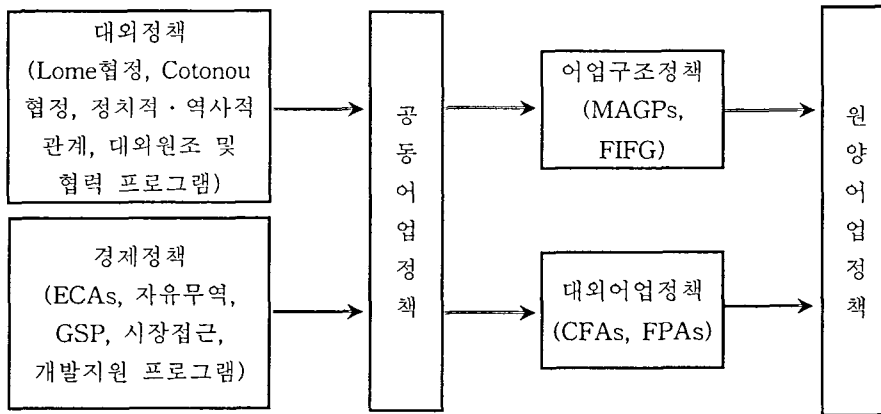 대외정책
(Lome협정, Cotonou
협정, 정치적·역사적
관계, 대외원조 및
협력 프로그램)
경제정책
(ECAs, 자유무역,
GSP, 시장접근,
개발지원 프로그램)
공
동
어
업
정
책
어업구조정책
(MAGPs,
FIFG)
대외어업정책
(CFAs, FPAs)
원
양
어
업
정
책